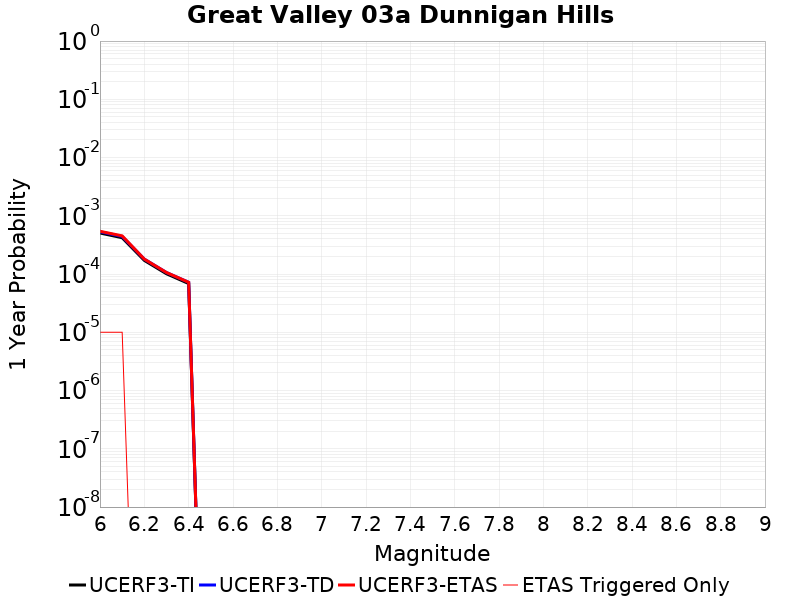 Great Valley 03a Dunnigan Hills
1 Year Probability
10^0
10^-1
10^-2
10^-3
10^-4
10^-5
10^-6
10^-7
10^-8
6 6.2 6.4 6.6 6.8 7 7.2 7.4 7.6 7.8 8 8.2 8.4 8.6 8.8 9
Magnitude
UCERF3-TI UCERF3-TD UCERF3-ETAS ETAS Triggered Only